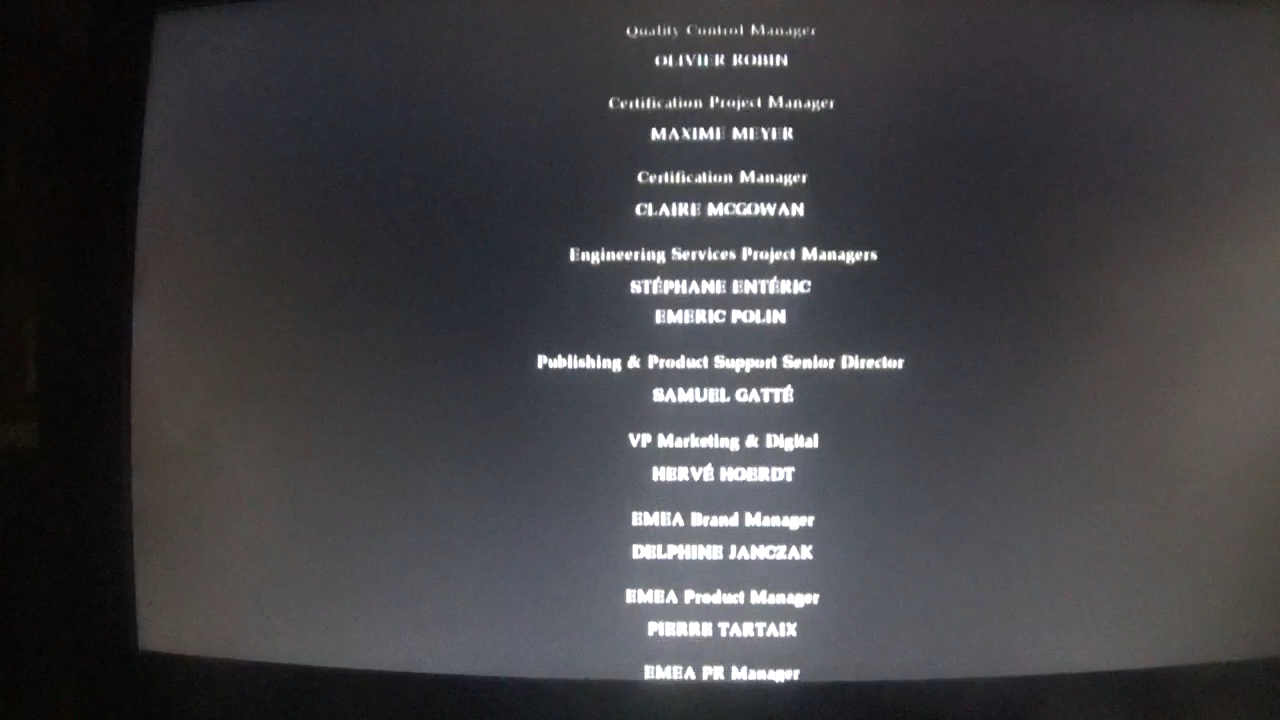 Quality Control Manager
OLIVIER ROBIN
Certification Project Manager
MAXIME MEYER
Certification Manager
CLAIRE MCGOWAN
Engineering Services Project Managers
STÉPHANE ENTÉRIC
EMERIC POLIN
Publishing & Product Support Senior Director
SAMUEL GATTÉ
VP Marketing & Digital
HERVÉ HOERDT
EMEA Brand Manager
DELPHINE JANCZAK
EMEA Product Manager
PIERRE TARTAIX
EMEA PR Manager